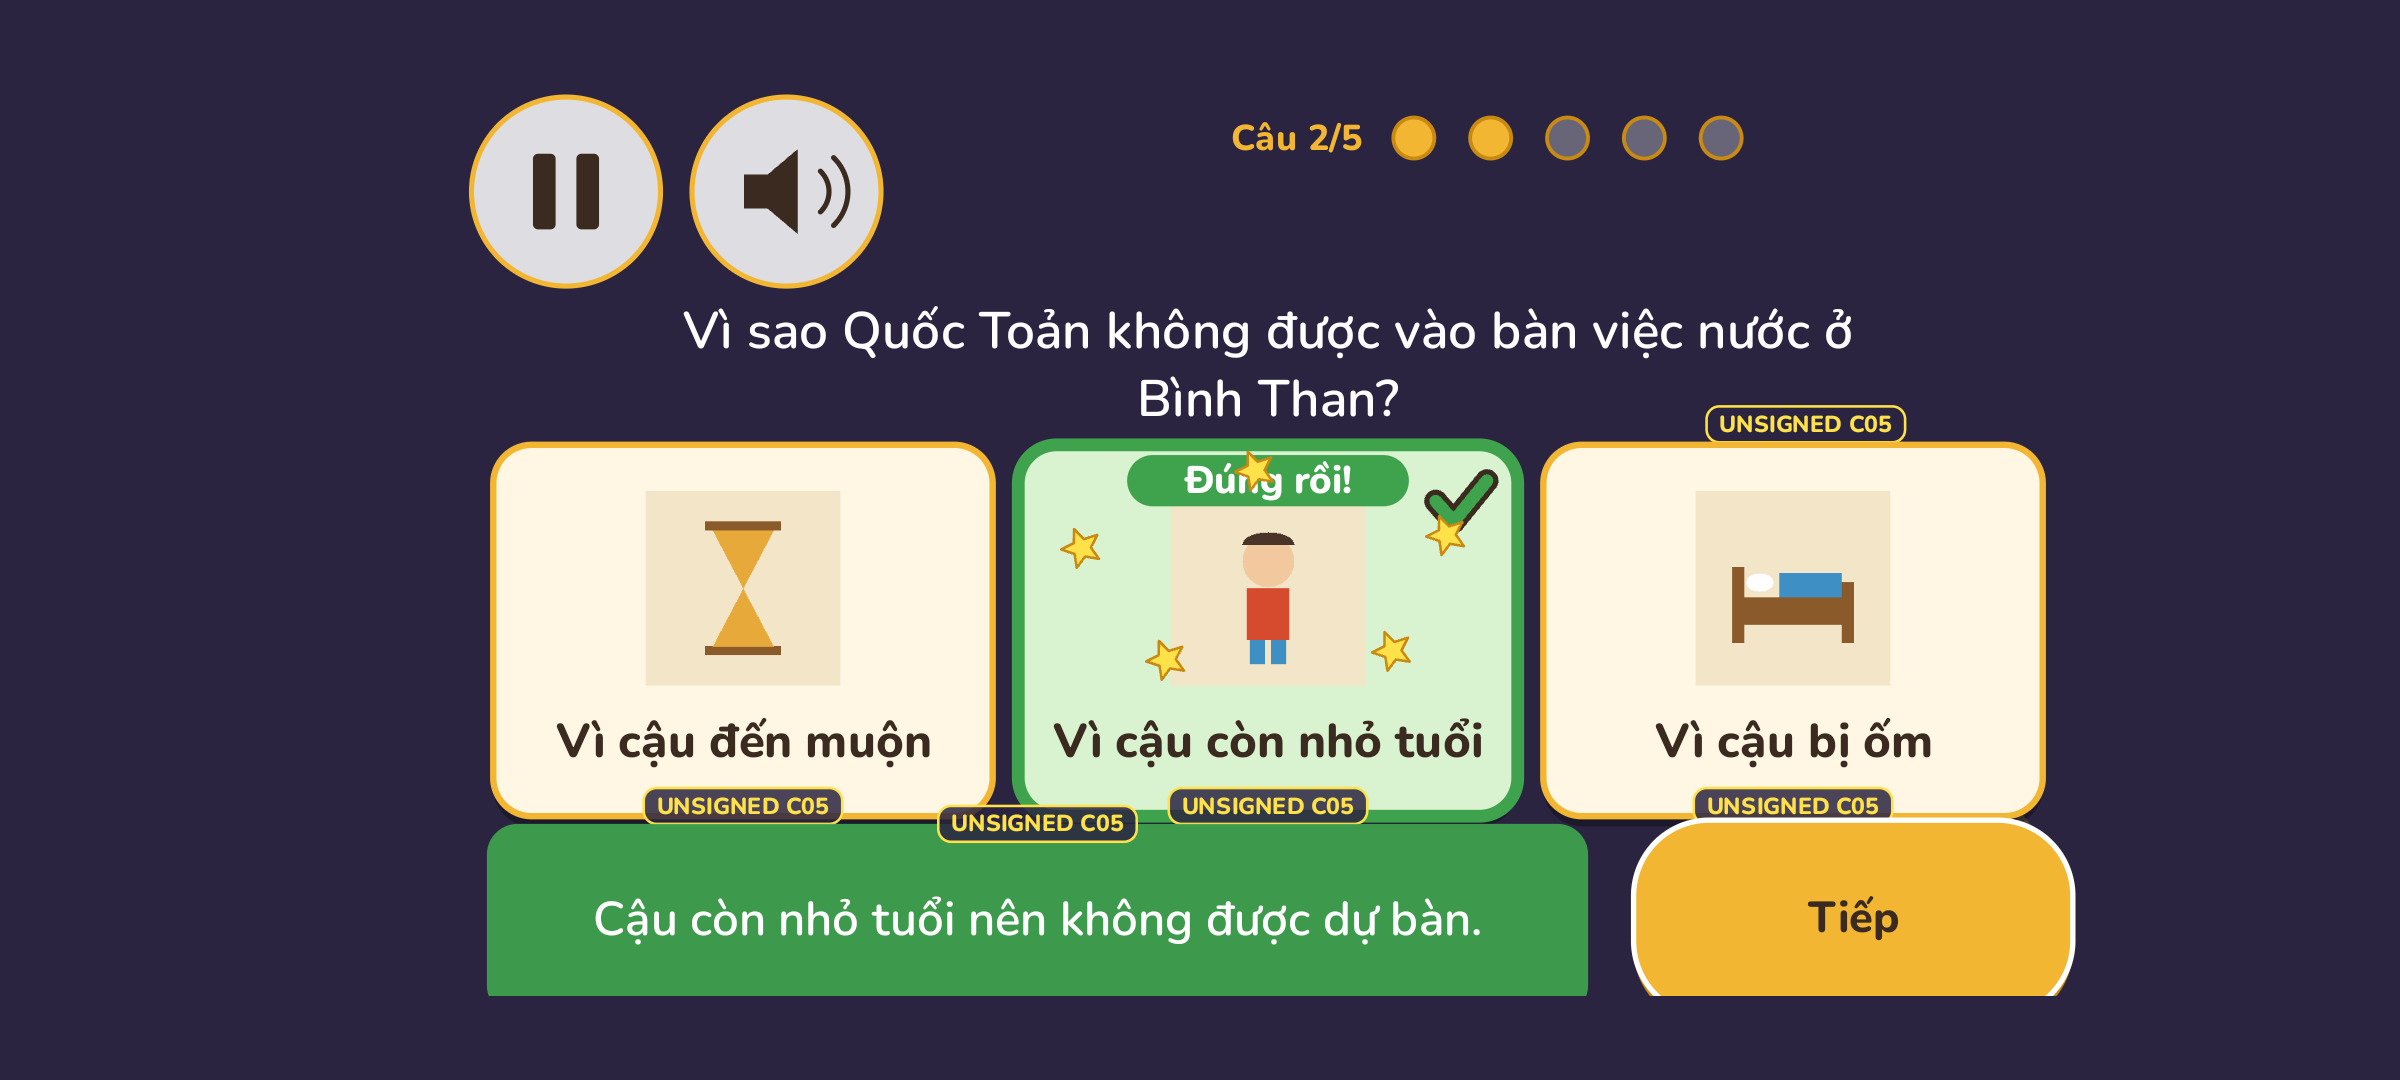 Câu 2/5
Vì sao Quốc Toản không được vào bàn việc nước ở
Bình Than?
UNSIGNED C05
Đúng rồi!
Vì cậu đến muộn
Vì cậu còn nhỏ tuổi
Vì cậu bị ốm
UNSIGNED C05
UNSIGNED C05
UNSIGNED C05
UNSIGNED C05
Cậu còn nhỏ tuổi nên không được dự bàn.
Tiếp